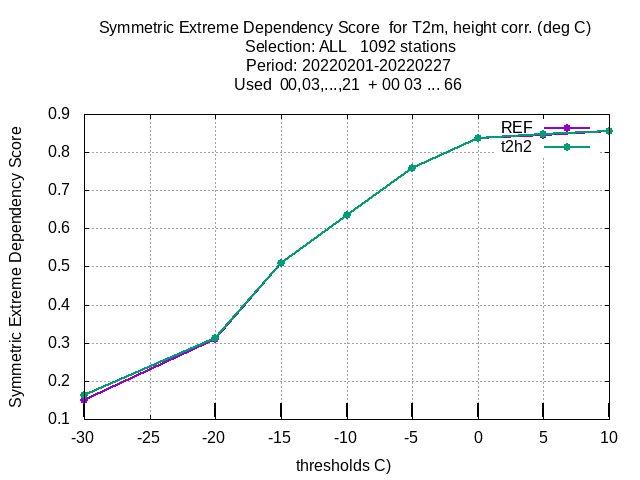 Symmetric Extreme Dependency Score  for T2m, height corr. (deg C)
Selection: ALL   1092 stations
Period: 20220201-20220227
Used  00,03,...,21  + 00 03 ... 66
Symmetric Extreme Dependency Score
0.9
0.8
0.7
0.6
0.5
0.4
0.3
0.2
0.1
REF
t2h2
-30 -25 -20 -15 -10 -5 0 5 10
thresholds C)